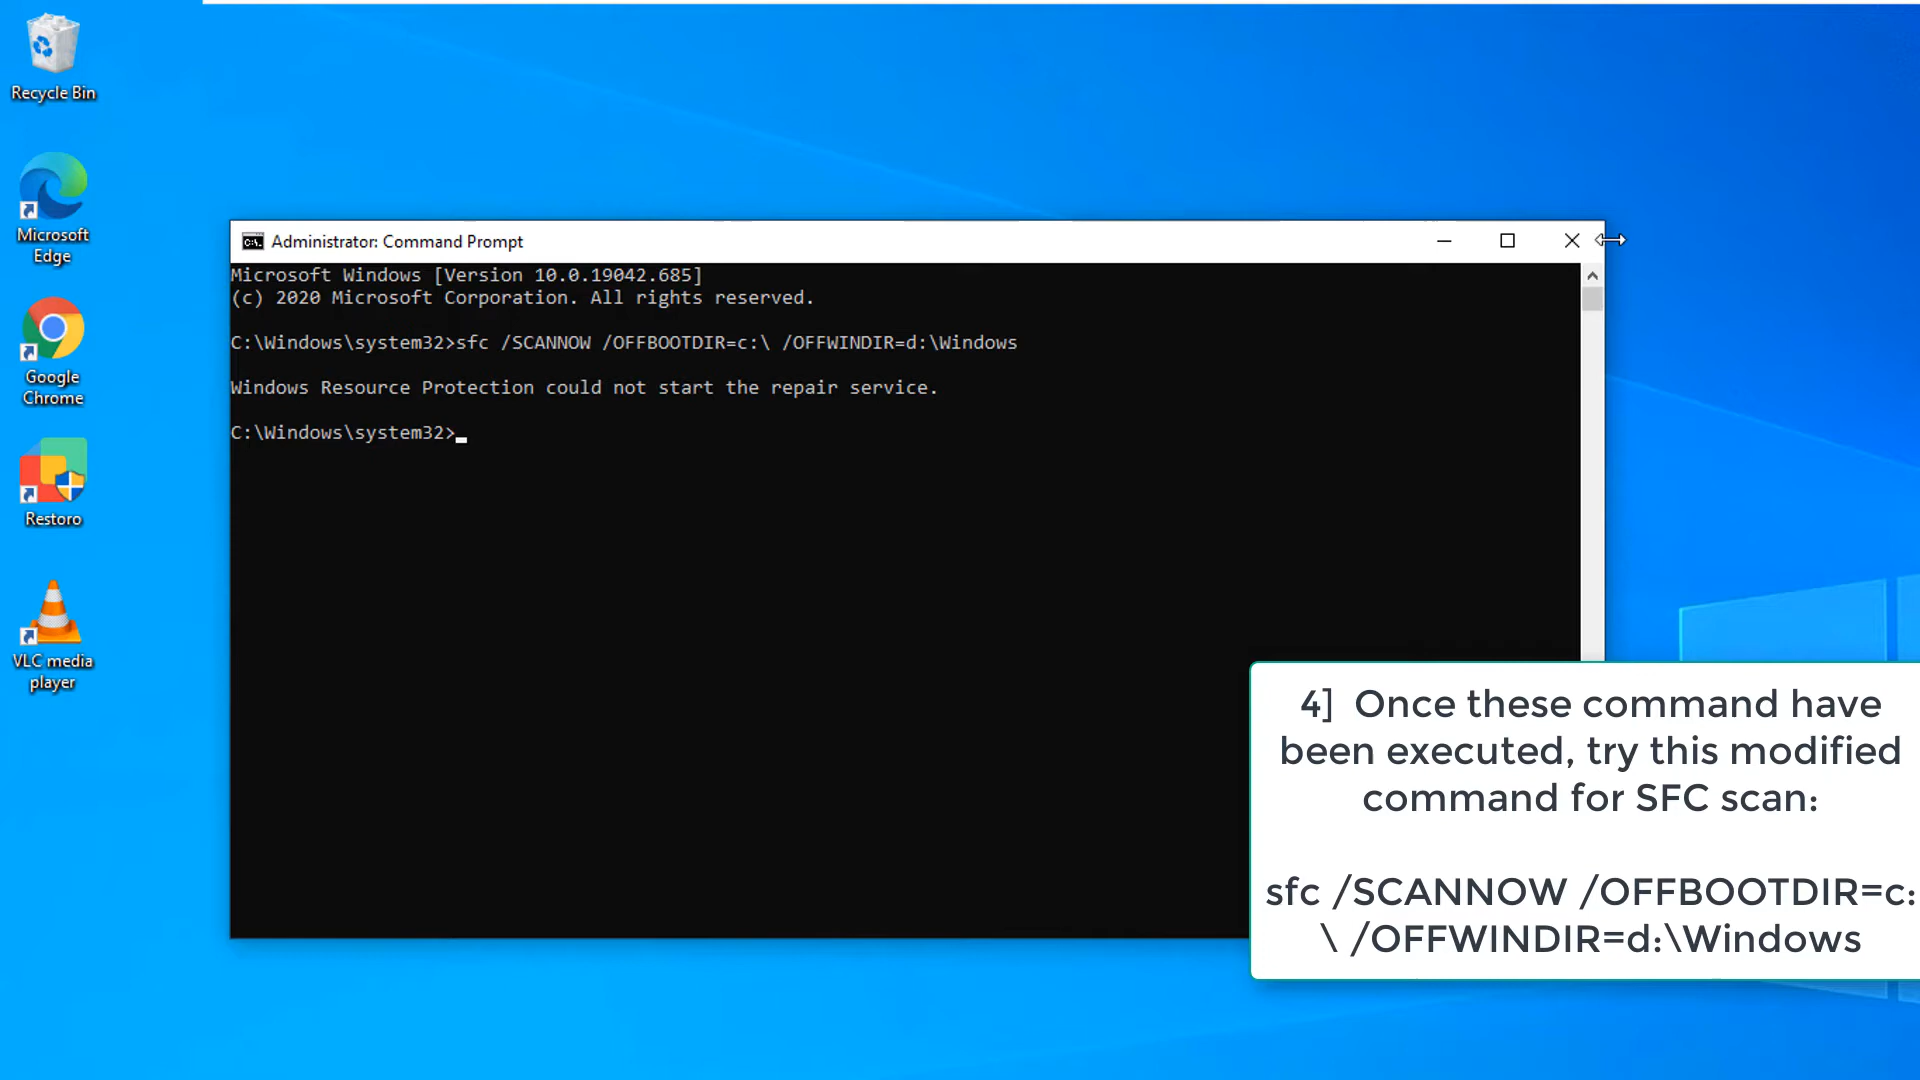 Recycle Bin
Microsoft
Edge
Google
Chrome
Restoro
VLC media
player
Administrator: Command Prompt
Microsoft Windows [Version 10.0.19042.685]
(c) 2020 Microsoft Corporation. All rights reserved.
C:\Windows\system32>sfc /SCANNOW /OFFBOOTDIR=c:\ /OFFWINDIR=d:\Windows
Windows Resource Protection could not start the repair service.
C:\Windows\system32>
4] Once these command have
been executed, try this modified
command for SFC scan:
sfc /SCANNOW /OFFBOOTDIR=c:
\ /OFFWINDIR=d:\Windows